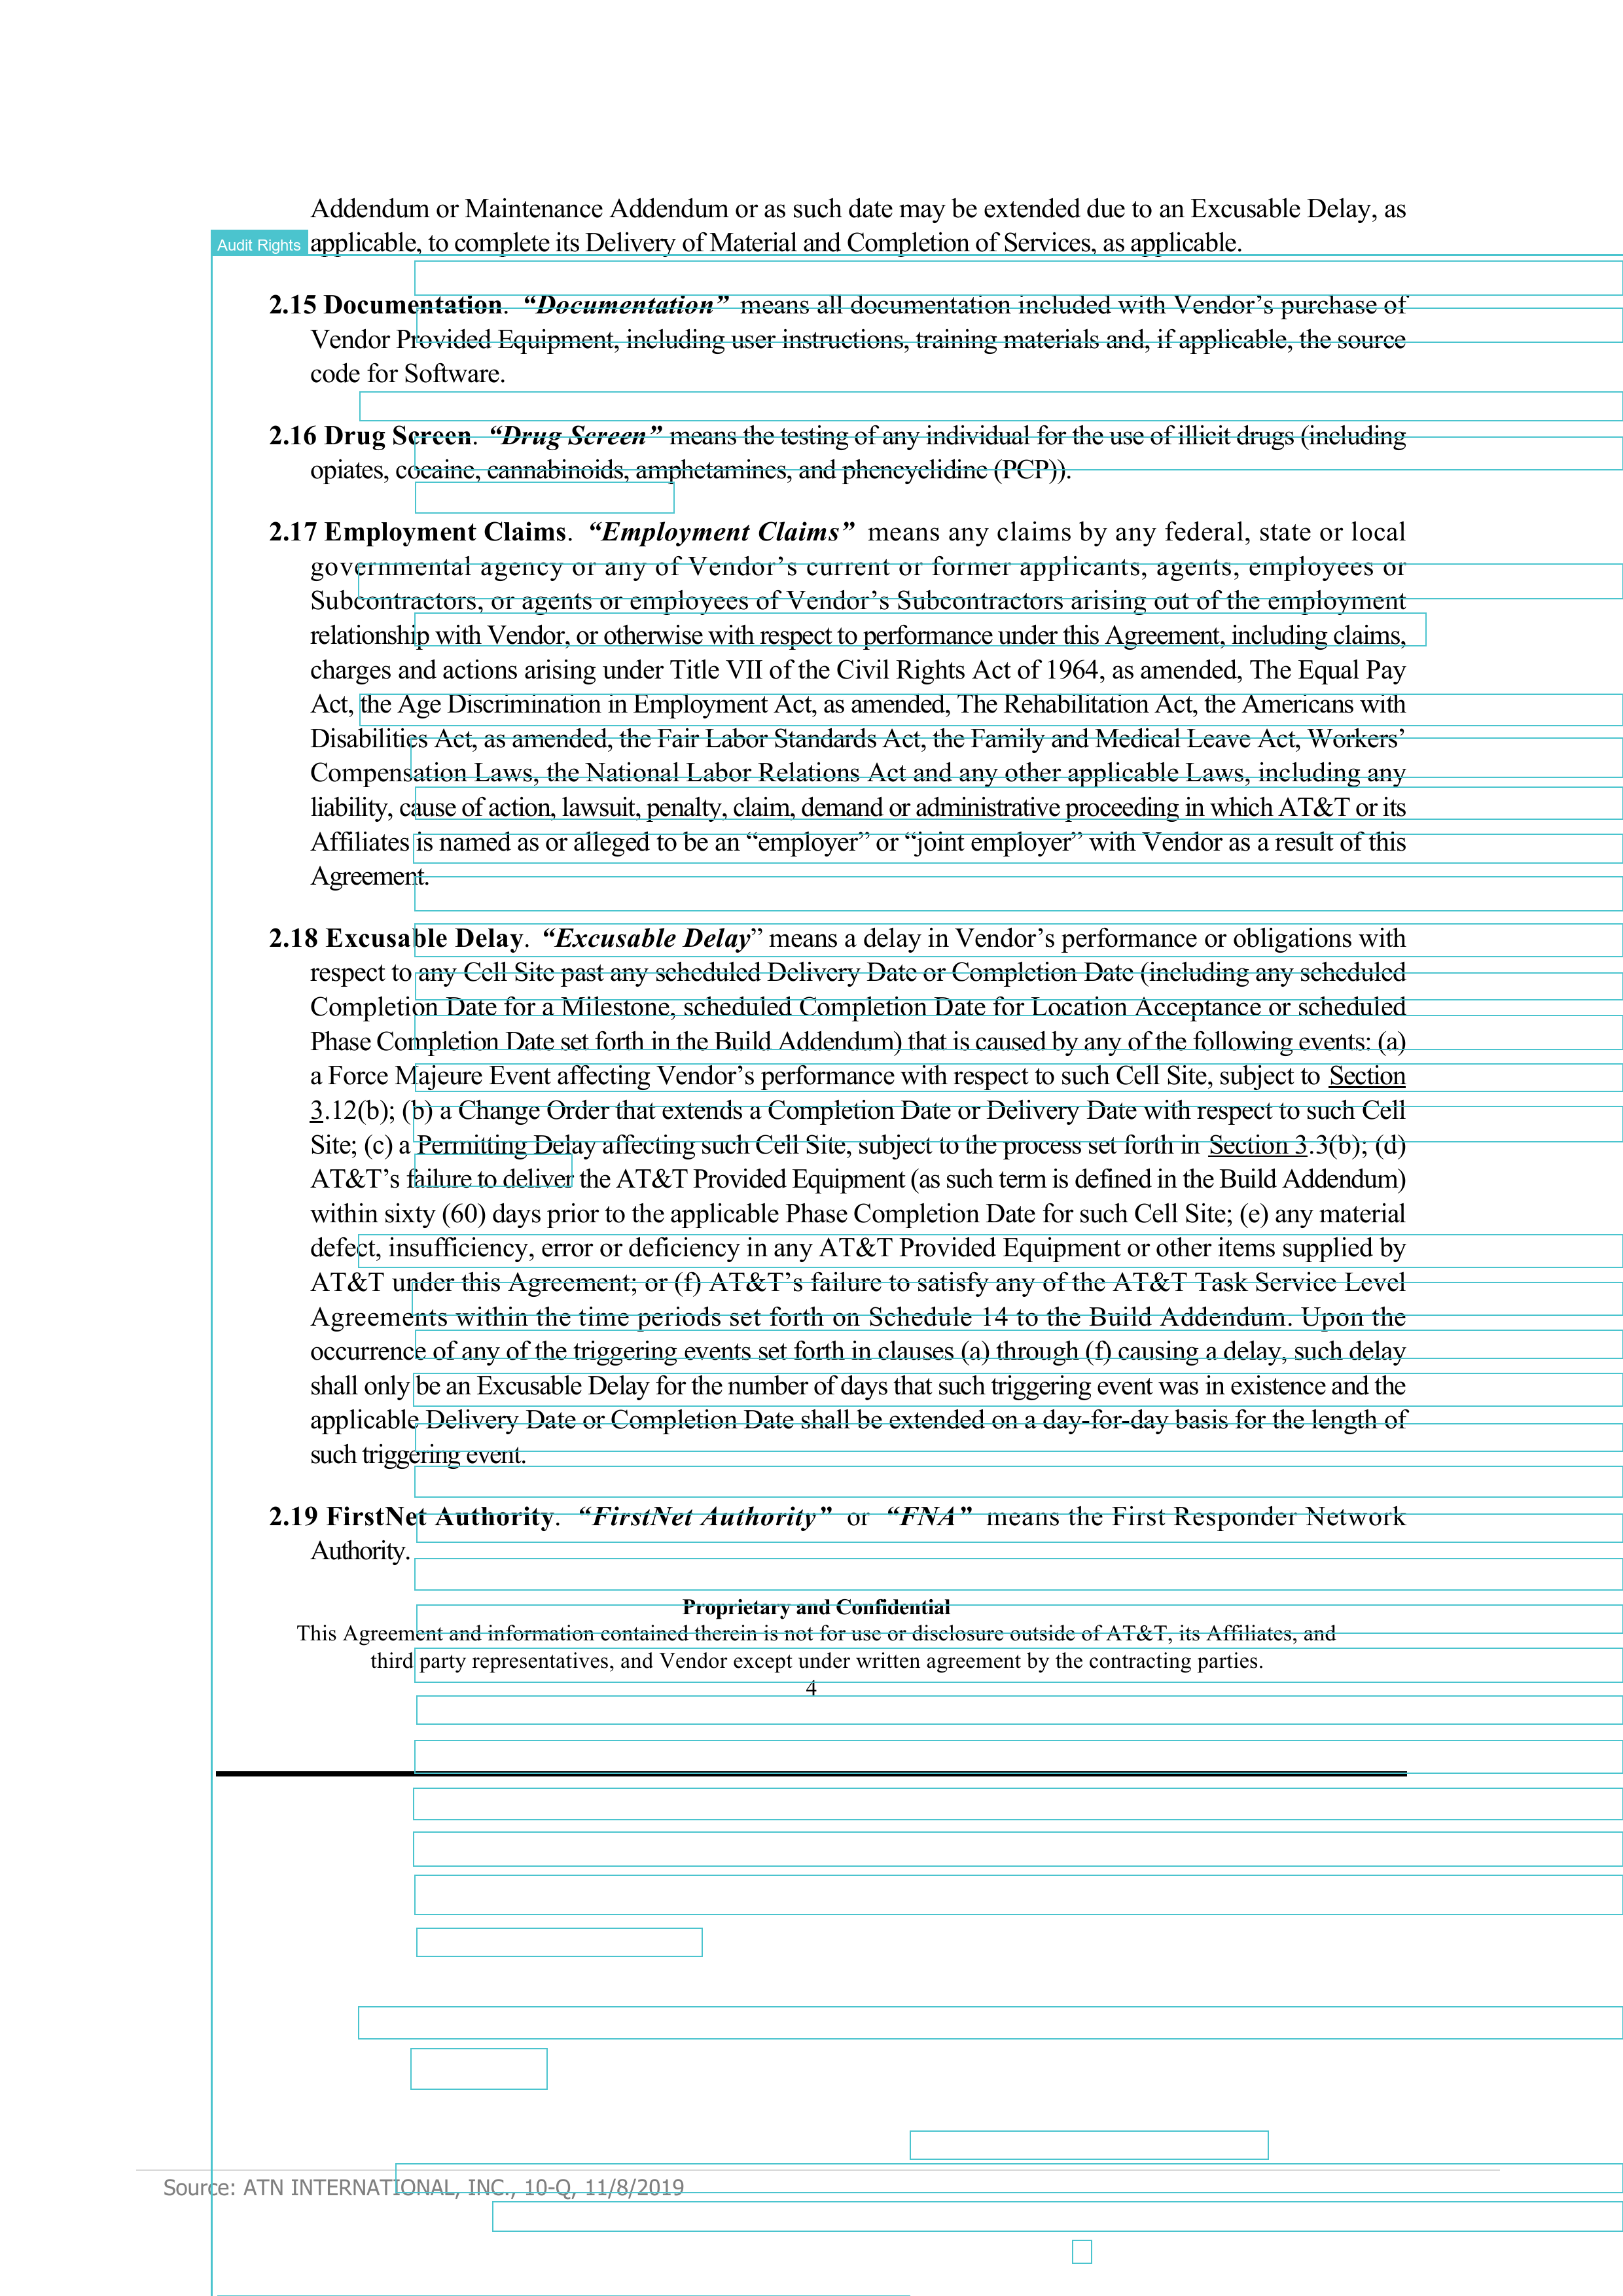 Addendum or Maintenance Addendum or as such date may be extended due to an Excusable Delay, as
Audit Rights
applicable, to complete its Delivery of Material and Completion of Services, as applicable.
2.15 Documentation. “Documentation” means all documentation included with Vendor’s purchase of
Vendor Provided Equipment, including user instructions, training materials and, if applicable, the source
code for Software.
2.16 Drug Screen. “Drug Screen” means the testing of any individual for the use of illicit drugs (including
opiates, cocaine, cannabinoids, amphetamines, and phencyclidine (PCP)).
2.17 Employment Claims. “Employment Claims” means any claims by any federal, state or local
governmental agency or any of Vendor’s current or former applicants, agents, employees or
Subcontractors, or agents or employees of Vendor’s Subcontractors arising out of the employment
relationship with Vendor, or otherwise with respect to performance under this Agreement, including claims,
charges and actions arising under Title VII of the Civil Rights Act of 1964, as amended, The Equal Pay
Act, the Age Discrimination in Employment Act, as amended, The Rehabilitation Act, the Americans with
Disabilities Act, as amended, the Fair Labor Standards Act, the Family and Medical Leave Act, Workers’
Compensation Laws, the National Labor Relations Act and any other applicable Laws, including any
liability, cause of action, lawsuit, penalty, claim, demand or administrative proceeding in which AT&T or its
Affiliates is named as or alleged to be an “employer” or “joint employer” with Vendor as a result of this
Agreement.
2.18 Excusable Delay. “Excusable Delay” means a delay in Vendor’s performance or obligations with
respect to any Cell Site past any scheduled Delivery Date or Completion Date (including any scheduled
Completion Date for a Milestone, scheduled Completion Date for Location Acceptance or scheduled
Phase Completion Date set forth in the Build Addendum) that is caused by any of the following events: (a)
a Force Majeure Event affecting Vendor’s performance with respect to such Cell Site, subject to Section
3.12(b); (b) a Change Order that extends a Completion Date or Delivery Date with respect to such Cell
Site; (c) a Permitting Delay affecting such Cell Site, subject to the process set forth in Section 3.3(b); (d)
AT&T’s failure to deliver the AT&T Provided Equipment (as such term is defined in the Build Addendum)
within sixty (60) days prior to the applicable Phase Completion Date for such Cell Site; (e) any material
defect, insufficiency, error or deficiency in any AT&T Provided Equipment or other items supplied by
AT&T under this Agreement; or (f) AT&T’s failure to satisfy any of the AT&T Task Service Level
Agreements within the time periods set forth on Schedule 14 to the Build Addendum. Upon the
occurrence of any of the triggering events set forth in clauses (a) through (f) causing a delay, such delay
shall only be an Excusable Delay for the number of days that such triggering event was in existence and the
applicable Delivery Date or Completion Date shall be extended on a day-for-day basis for the length of
such triggering event.
2.19 FirstNet Authority. “FirstNet Authority” or “FNA” means the First Responder Network
Authority.
Proprietary and Confidential
This Agreement and information contained therein is not for use or disclosure outside of AT&T, its Affiliates, and
third party representatives, and Vendor except under written agreement by the contracting parties.
4
Source: ATN INTERNATIONAL, INC., 10-Q, 11/8/2019